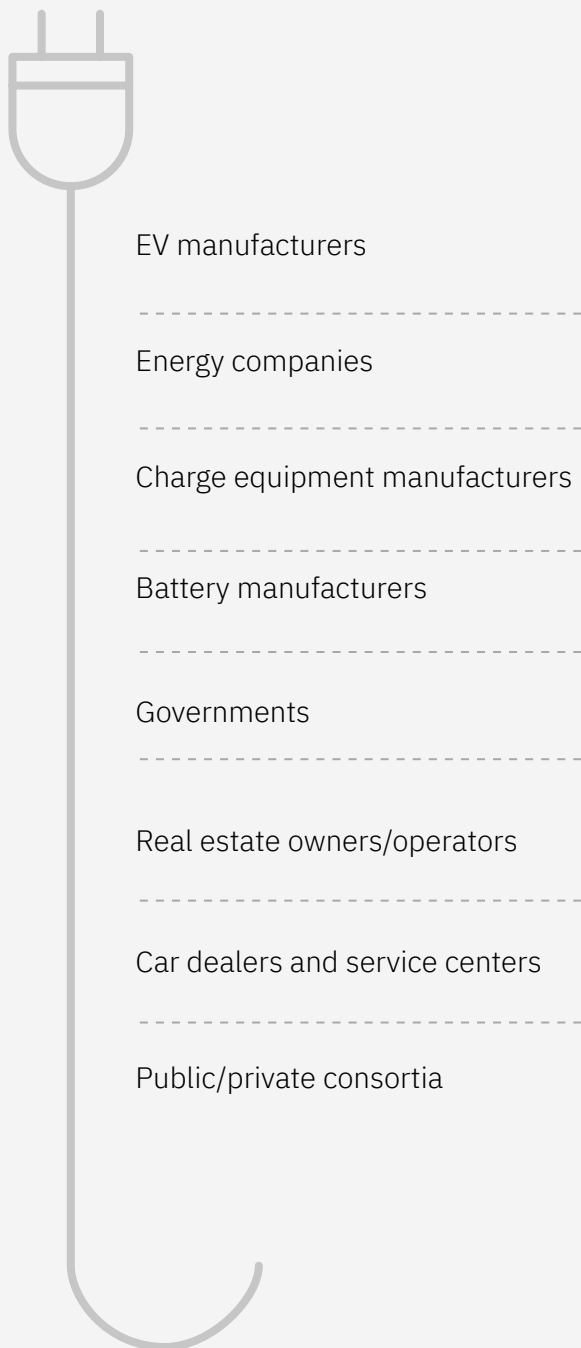 EV manufacturers
Energy companies
Charge equipment manufacturers
Battery manufacturers
Governments
Real estate owners/operators
Car dealers and service centers
Public/private consortia